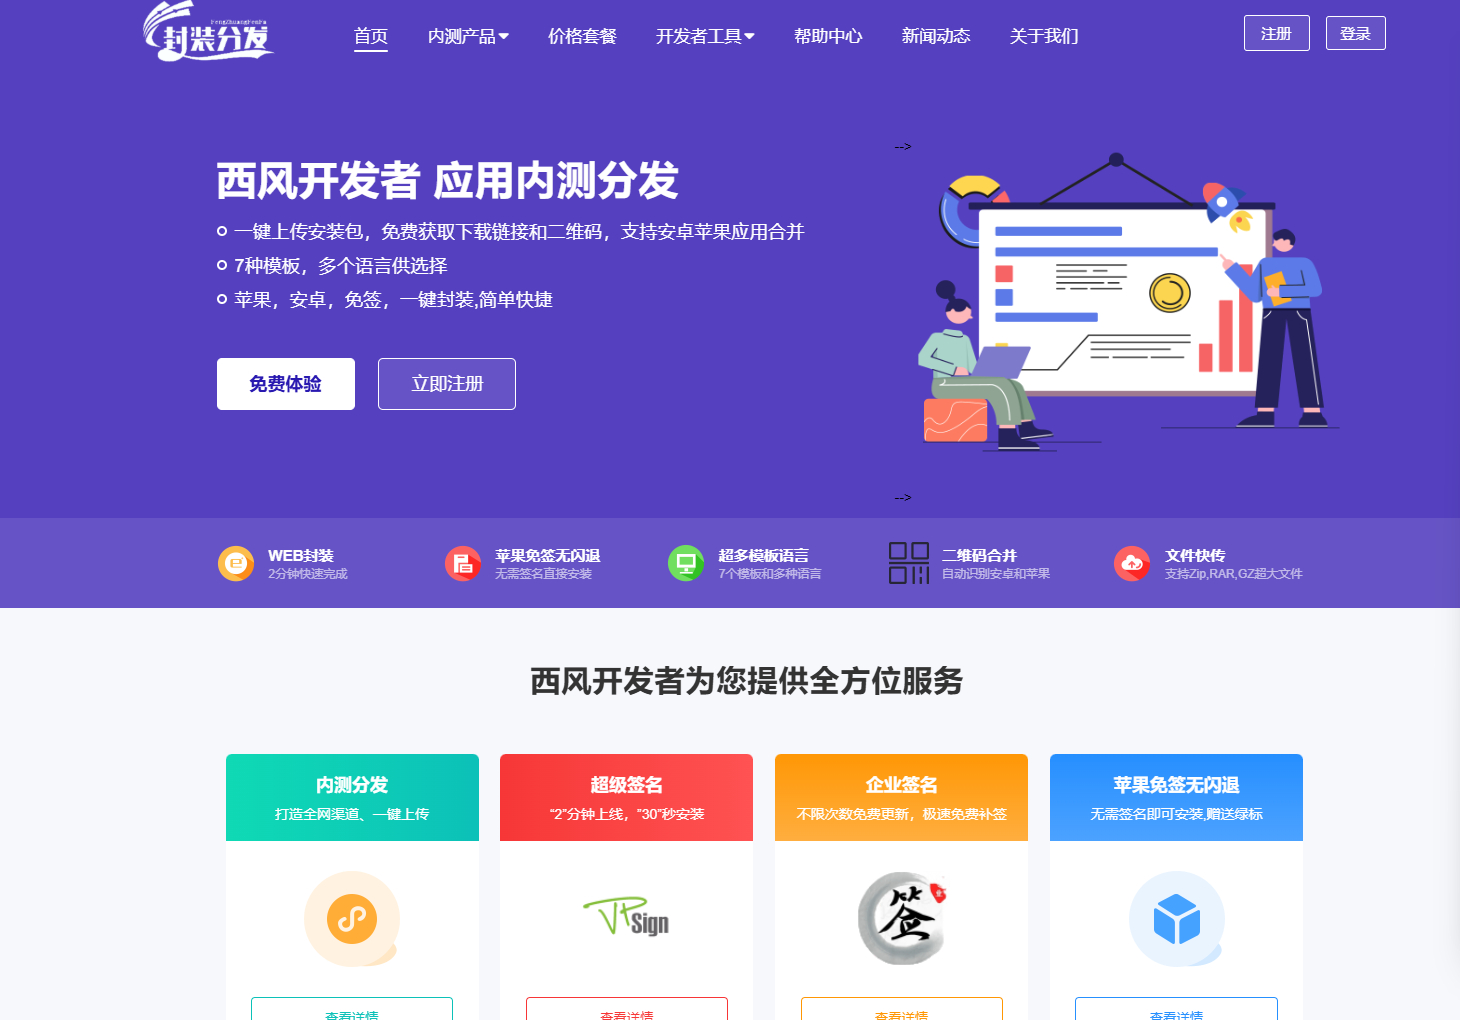 FengZhuangFenFa
封装分发
首页
内测产品
价格套餐
开发者工具
帮助中心
新闻动态
关于我们
注册
登录
-->
西风开发者 应用内测分发
一键上传安装包，免费获取下载链接和二维码，支持安卓苹果应用合并
7种模板，多个语言供选择
苹果，安卓，免签，一键封装,简单快捷
免费体验
立即注册
-->
WEB封装
2分钟快速完成
苹果免签无闪退
无需签名直接安装
超多模板语言
7个模板和多种语言
二维码合并
自动识别安卓和苹果
文件快传
支持Zip,RAR,GZ超大文件
西风开发者为您提供全方位服务
内测分发
打造全网渠道、一键上传
超级签名
“2”分钟上线，”30”秒安装
企业签名
不限次数免费更新，极速免费补签
苹果免签无闪退
无需签名即可安装,赠送绿标
Sign
签
查看详情
查看详情
查看详情
查看详情